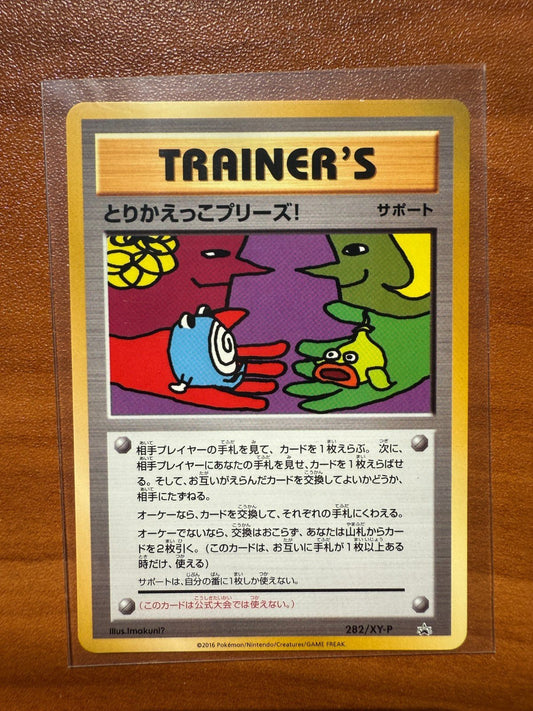 TRAINER'S
とりかえっこプリーズ! サポート
相手プレイヤーの手札を見て、カードを1枚えらぶ。次に、
相手プレイヤーにあなたの手札を見せ、カードを1枚えらばせ
る。そして、お互いがえらんだカードを交換してよいかどうか、
相手にたずねる。
オーケーなら、カードを交換して、それぞれの手札にくわえる。
オーケーでないなら、交換はおこらず、あなたは山札からカー
ドを2枚引く。(このカードは、お互いに手札が1枚以上ある
時だけ、使える)
サポートは、自分の番に1枚しか使えない。
(このカードは公式大会では使えない。)
Illus.Imakuni? 282/XY-P
©2016 Pokémon/Nintendo/Creatures/GAME FREAK.